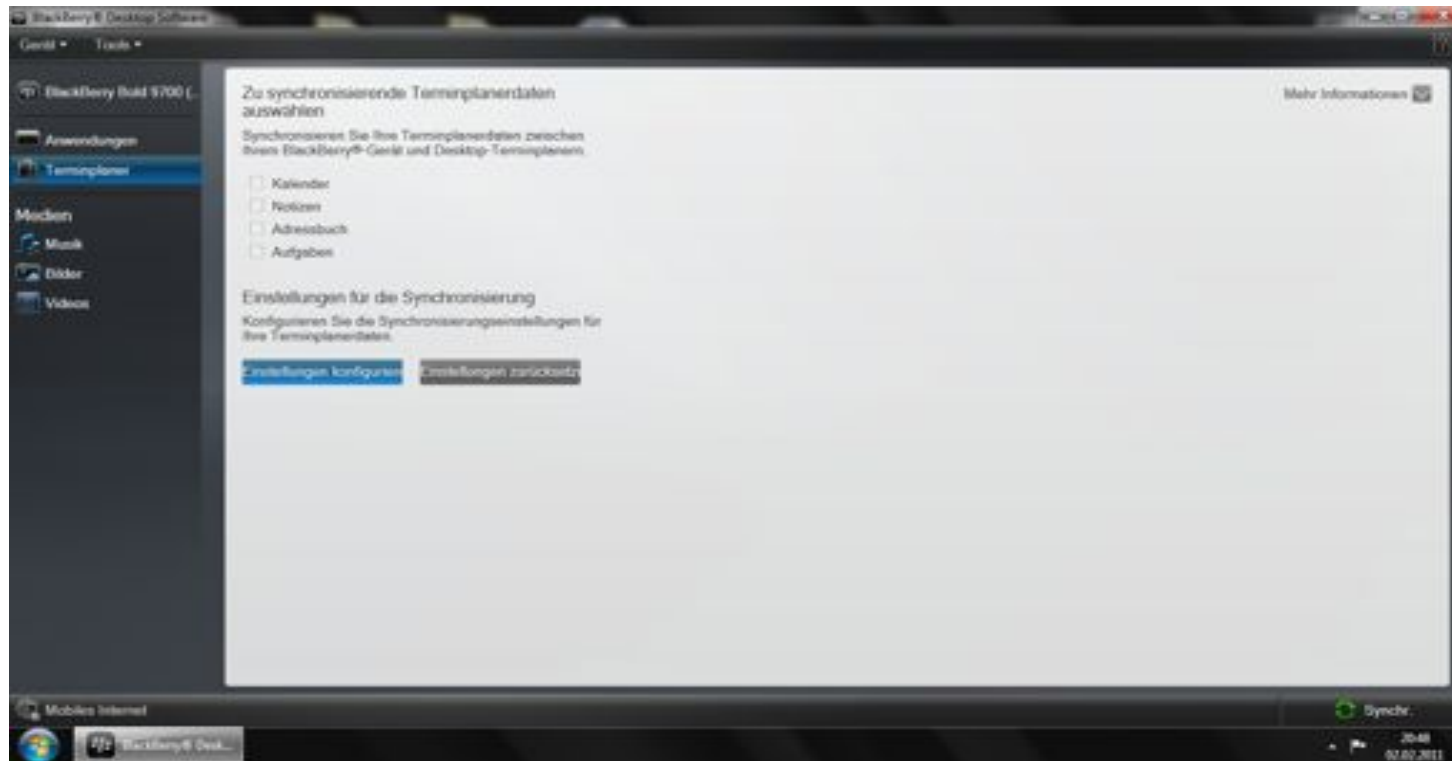 BlackBerry® Desktop Software
Gerät Tools
BlackBerry Bold 9700 (...
Anwendungen
Terminplaner
Medien
Musik
Bilder
Videos
Zu synchronisierende Terminplanerdaten
auswählen
Mehr Informationen
Synchronisieren Sie Ihre Terminplanerdaten zwischen
Ihrem BlackBerry®-Gerät und Desktop-Terminplanern.
Kalender
Notizen
Adressbuch
Aufgaben
Einstellungen für die Synchronisierung
Konfigurieren Sie die Synchronisierungseinstellungen für
Ihre Terminplanerdaten.
Einstellungen konfigurier
Einstellungen zurücksetz
Mobiles Internet
Synchr.
BlackBerry® Desk...
20:48
02.02.2011